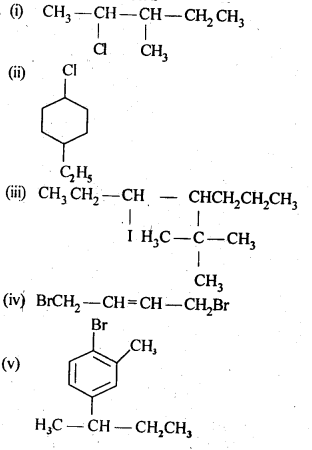 (i) CH₃—CH—CH—CH₂CH₃
Cl CH₃
(ii) Cl
C₂H₅
(iii) CH₃CH₂—CH — CHCH₂CH₂CH₃
I H₃C—C—CH₃
CH₃
(iv) BrCH₂—CH=CH—CH₂Br
Br
CH₃
(v)
H₃C—CH—CH₂CH₃